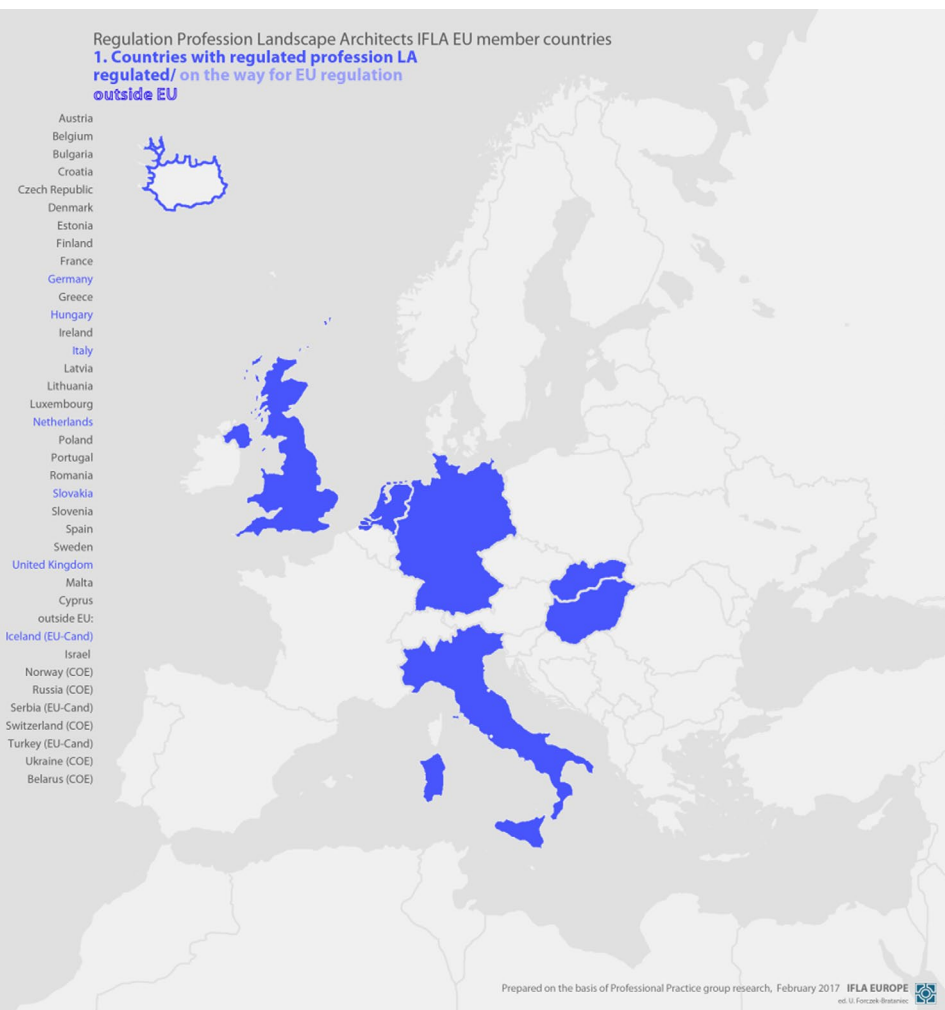 Regulation Profession Landscape Architects IFLA EU member countries
1. Countries with regulated profession LA
regulated/ on the way for EU regulation
outside EU
Austria
Belgium
Bulgaria
Croatia
Czech Republic
Denmark
Estonia
Finland
France
Germany
Greece
Hungary
Ireland
Italy
Latvia
Lithuania
Luxembourg
Netherlands
Poland
Portugal
Romania
Slovakia
Slovenia
Spain
Sweden
United Kingdom
Malta
Cyprus
outside EU:
Iceland (EU-Cand)
Israel
Norway (COE)
Russia (COE)
Serbia (EU-Cand)
Switzerland (COE)
Turkey (EU-Cand)
Ukraine (COE)
Belarus (COE)
Prepared on the basis of Professional Practice group research, February 2017 IFLA EUROPE
ed. U. Forczek-Brataniec